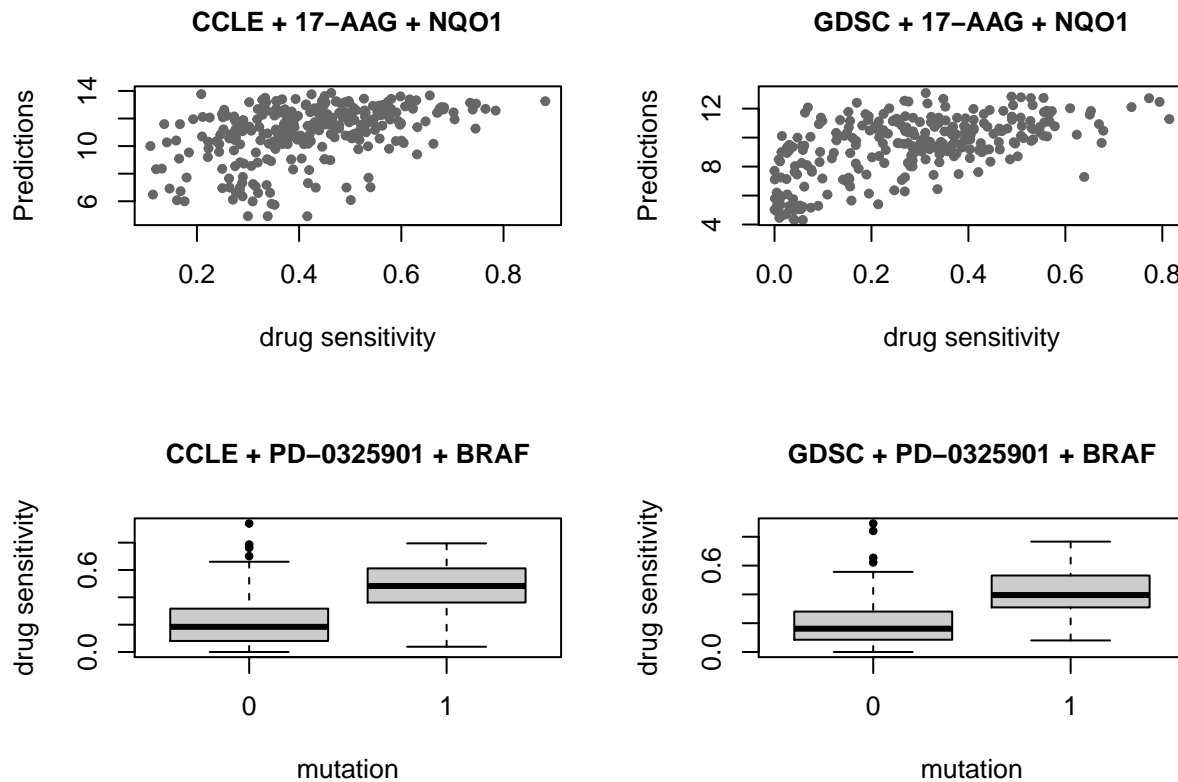 CCLE + 17−AAG + NQO1
GDSC + 17−AAG + NQO1
Predictions
6
10
14
0.2
0.4
0.6
0.8
drug sensitivity
Predictions
4
8
12
0.0
0.2
0.4
0.6
0.8
drug sensitivity
CCLE + PD−0325901 + BRAF
GDSC + PD−0325901 + BRAF
drug sensitivity
0.0
0.6
0
1
mutation
drug sensitivity
0.0
0.6
0
1
mutation